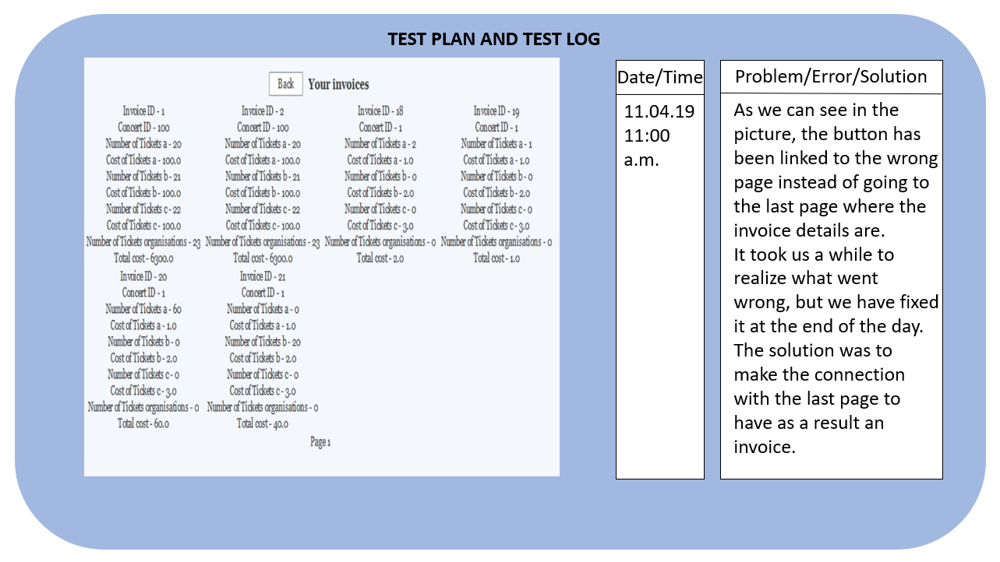 TEST PLAN AND TEST LOG
Back Your invoices
Invoice ID - 1 Invoice ID - 2 Invoice ID - 18 Invoice ID - 19
Concert ID - 100 Concert ID - 100 Concert ID - 1 Concert ID - 1
Number of Tickets a - 20 Number of Tickets a - 20 Number of Tickets a - 2 Number of Tickets a - 1
Cost of Tickets a - 100.0 Cost of Tickets a - 100.0 Cost of Tickets a - 1.0 Cost of Tickets a - 1.0
Number of Tickets b - 21 Number of Tickets b - 21 Number of Tickets b - 0 Number of Tickets b - 0
Cost of Tickets b - 100.0 Cost of Tickets b - 100.0 Cost of Tickets b - 2.0 Cost of Tickets b - 2.0
Number of Tickets c - 22 Number of Tickets c - 22 Number of Tickets c - 0 Number of Tickets c - 0
Cost of Tickets c - 100.0 Cost of Tickets c - 100.0 Cost of Tickets c - 3.0 Cost of Tickets c - 3.0
Number of Tickets organisations - 23 Number of Tickets organisations - 23 Number of Tickets organisations - 0 Number of Tickets organisations - 0
Total cost - 6300.0 Total cost - 6300.0 Total cost - 2.0 Total cost - 1.0
Invoice ID - 20 Invoice ID - 21
Concert ID - 1 Concert ID - 1
Number of Tickets a - 60 Number of Tickets a - 0
Cost of Tickets a - 1.0 Cost of Tickets a - 1.0
Number of Tickets b - 0 Number of Tickets b - 20
Cost of Tickets b - 2.0 Cost of Tickets b - 2.0
Number of Tickets c - 0 Number of Tickets c - 0
Cost of Tickets c - 3.0 Cost of Tickets c - 3.0
Number of Tickets organisations - 0 Number of Tickets organisations - 0
Total cost - 60.0 Total cost - 40.0
Page 1
Date/Time
11.04.19
11:00
a.m.
Problem/Error/Solution
As we can see in the
picture, the button has
been linked to the wrong
page instead of going to
the last page where the
invoice details are.
It took us a while to
realize what went
wrong, but we have fixed
it at the end of the day.
The solution was to
make the connection
with the last page to
have as a result an
invoice.